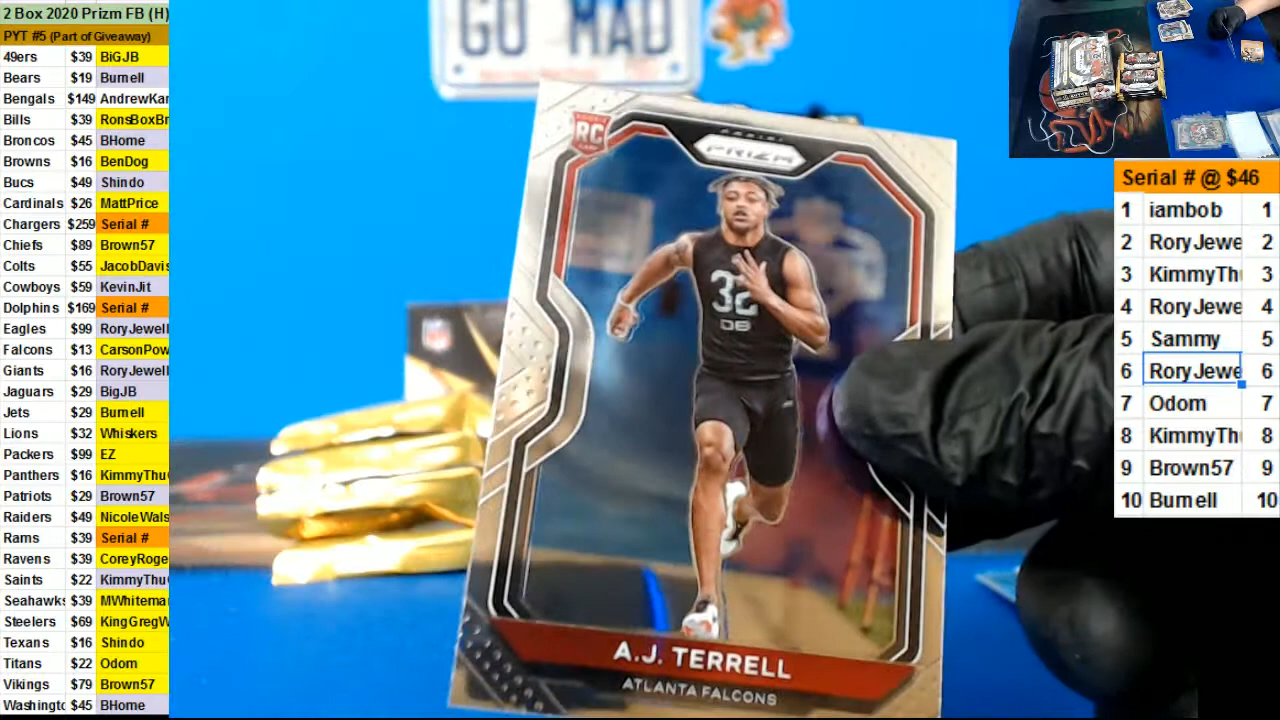 2 Box 2020 Prizm FB (H)
PYT #5 (Part of Giveaway)
49ers $39 BiGJB
Bears $19 Burnell
Bengals $149 AndrewKar
Bills $39 RonsBoxBr
Broncos $45 BHome
Browns $16 BenDog
Bucs $49 Shindo
Cardinals $26 MattPrice
Chargers $259 Serial #
Chiefs $89 Brown57
Colts $55 JacobDavis
Cowboys $59 KevinJit
Dolphins $169 Serial #
Eagles $99 RoryJewell
Falcons $13 CarsonPow
Giants $16 RoryJewell
Jaguars $29 BigJB
Jets $29 Burnell
Lions $32 Whiskers
Packers $99 EZ
Panthers $16 KimmyThu
Patriots $29 Brown57
Raiders $49 NicoleWals
Rams $39 Serial #
Ravens $39 CoreyRoge
Saints $22 KimmyThu
Seahawks $39 MWhitema
Steelers $69 KingGregW
Texans $16 Shindo
Titans $22 Odom
Vikings $79 Brown57
Washingto $45 BHome
GO MAD
NFL
RC
PANINI
PRIZM
32
DB
A.J. TERRELL
ATLANTA FALCONS
Serial # @ $46
1 iambob 1
2 RoryJewe 2
3 KimmyTh 3
4 RoryJewe 4
5 Sammy 5
6 RoryJewe 6
7 Odom 7
8 KimmyTh 8
9 Brown57 9
10 Burnell 10